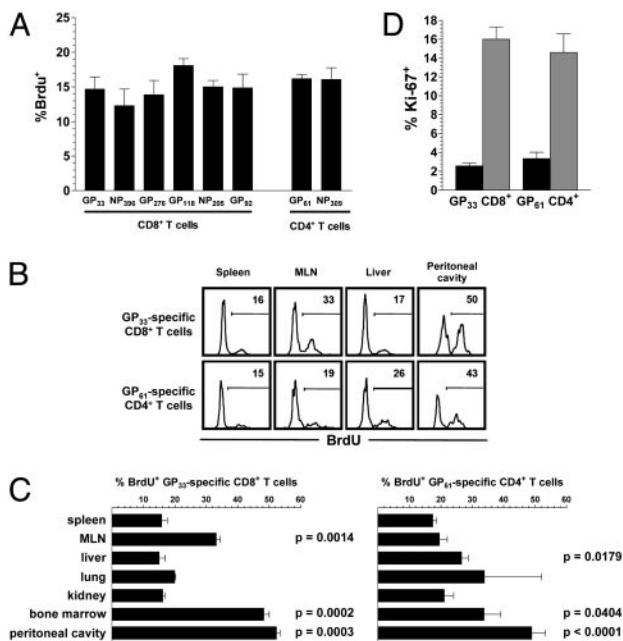 A
%Brdu⁺
25
20
15
10
5
0
GP₃₃ NP₃₉₆ GP₂₇₆ GP₁₁₈ NP₂₀₅ GP₉₂ GP₆₁ NP₃₀₉
CD8⁺ T cells CD4⁺ T cells
D
% Ki-67⁺
18
16
14
12
10
8
6
4
2
0
GP₃₃ CD8⁺ GP₆₁ CD4⁺
B
Spleen MLN Liver Peritoneal
cavity
GP₃₃-specific
CD8⁺ T cells
16 33 17 50
GP₆₁-specific
CD4⁺ T cells
15 19 26 43
BrdU
C
% BrdU⁺ GP₃₃-specific CD8⁺ T cells
10 20 30 40 50 60
spleen
MLN p = 0.0014
liver
lung
kidney
bone marrow p = 0.0002
peritoneal cavity p = 0.0003
% BrdU⁺ GP₆₁-specific CD4⁺ T cells
10 20 30 40 50 60
p = 0.0179
p = 0.0404
p < 0.0001